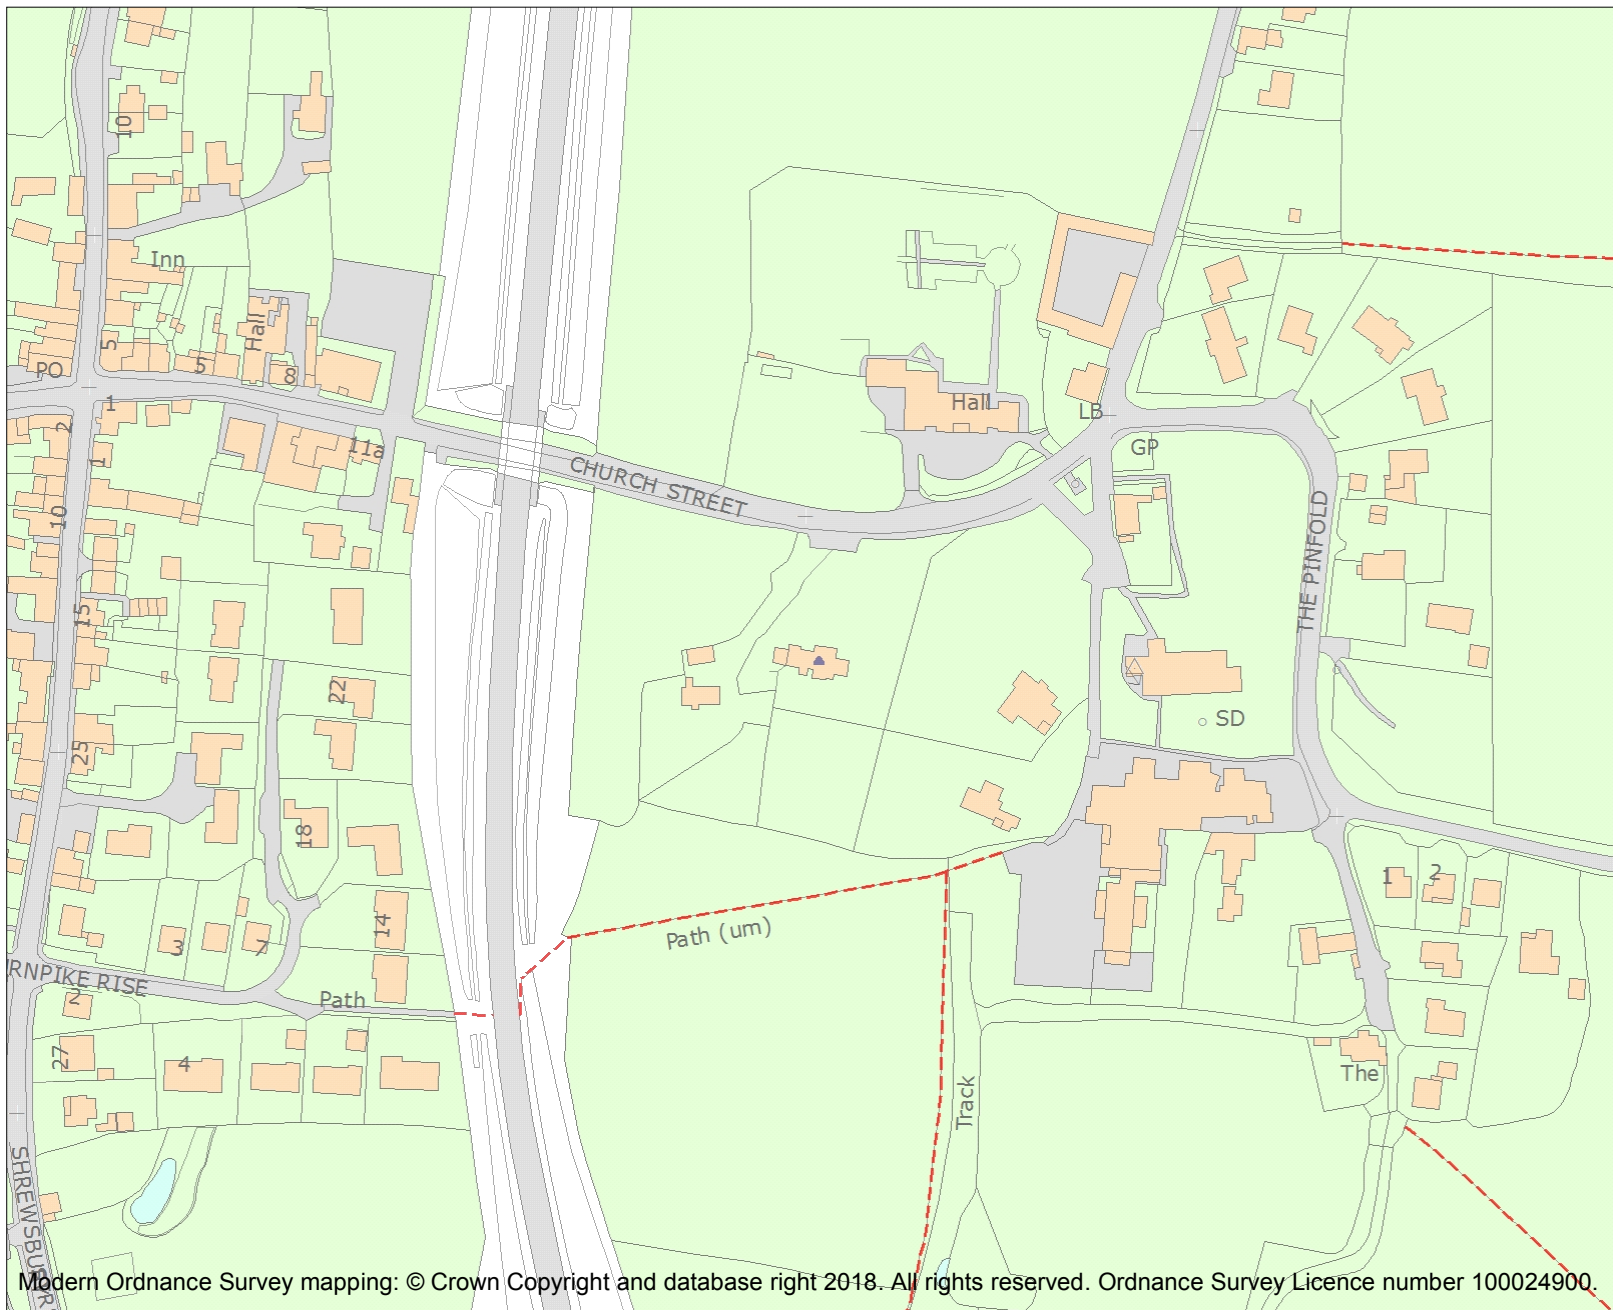 10
Inn
Hall
5
PO
5
8
1
2
11a
1
10
CHURCH STREET
Hall
LB
GP
THE PINFOLD
15
22
SD
25
18
1
2
14
3
7
Path (um)
RNPIKE RISE
2
Path
27
4
The
Track
SHREWSBU
Modern Ordnance Survey mapping: © Crown Copyright and database right 2018. All rights reserved. Ordnance Survey Licence number 100024900.